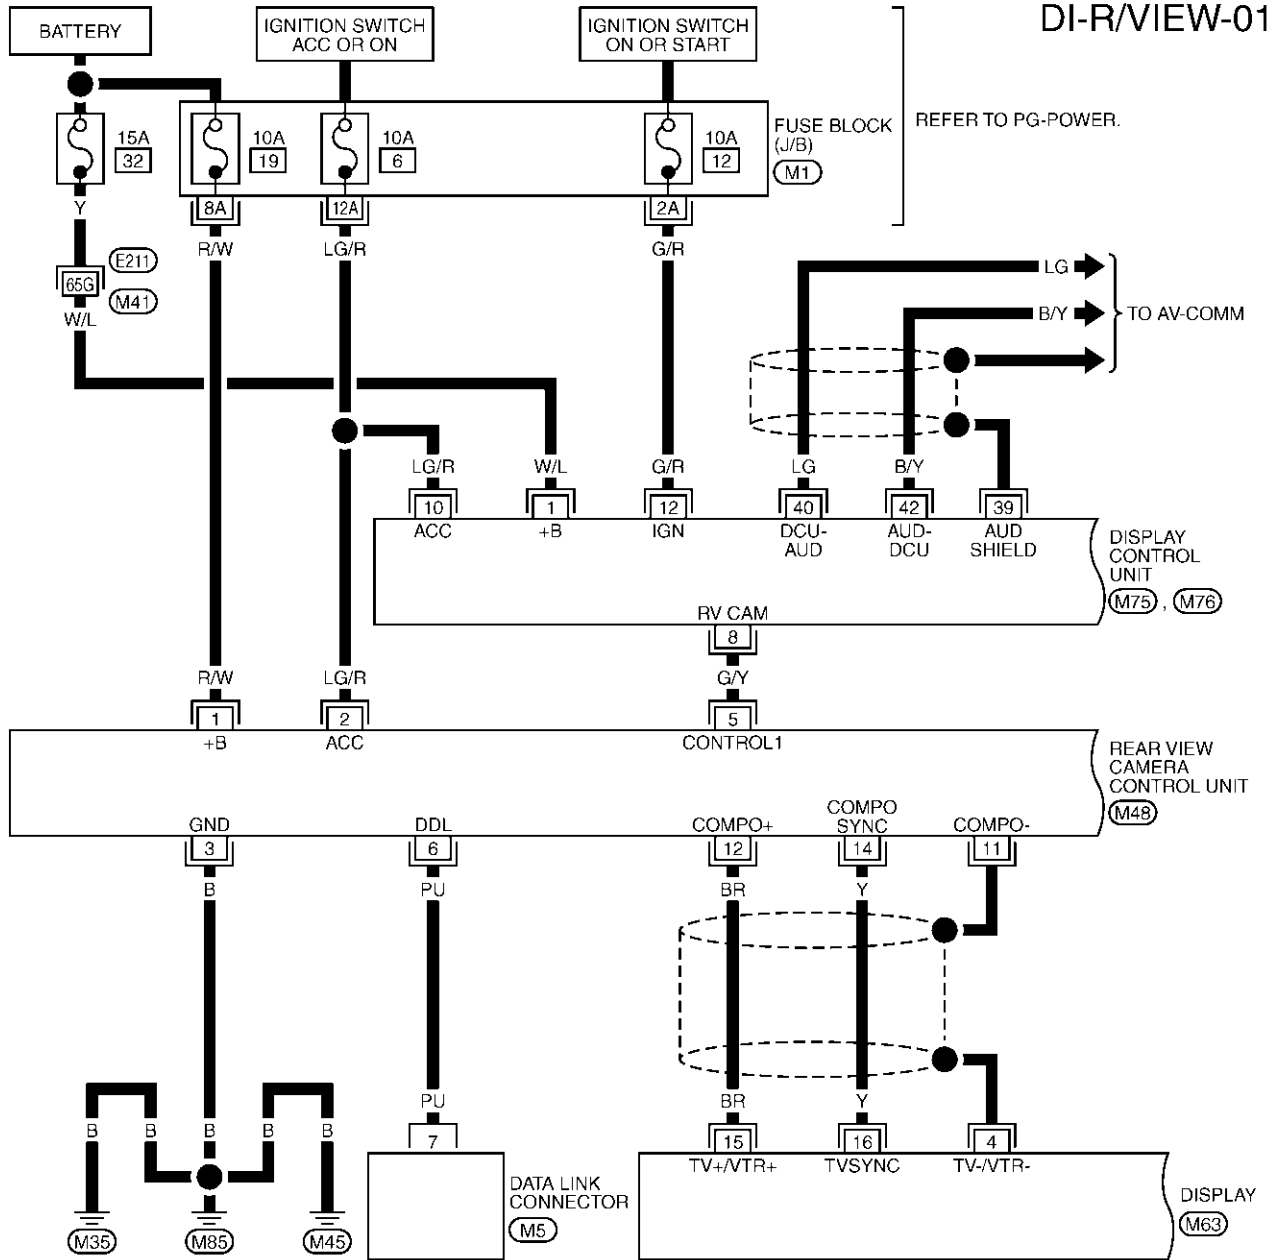 DI-R/VIEW-01
BATTERY
IGNITION SWITCH
ACC OR ON
IGNITION SWITCH
ON OR START
REFER TO PG-POWER.
15A
32
10A
19
10A
6
10A
12
FUSE BLOCK
(J/B)
M1
8A
12A
2A
Y
R/W
LG/R
G/R
E211
65G
M41
W/L
LG
B/Y
TO AV-COMM
LG/R
W/L
G/R
LG
B/Y
10
1
12
40
42
39
ACC
+B
IGN
DCU-
AUD
AUD-
DCU
AUD
SHIELD
DISPLAY
CONTROL
UNIT
M75 , M76
RV CAM
8
R/W
LG/R
G/Y
1
2
5
+B
ACC
CONTROL1
REAR VIEW
CAMERA
CONTROL UNIT
M48
GND
DDL
COMPO+
COMPO
SYNC
COMPO-
3
6
12
14
11
B
PU
BR
Y
B
B
B
B
B
PU
BR
Y
7
15
16
4
TV+/VTR+
TVSYNC
TV-/VTR-
DATA LINK
CONNECTOR
M5
DISPLAY
M63
M35
M85
M45